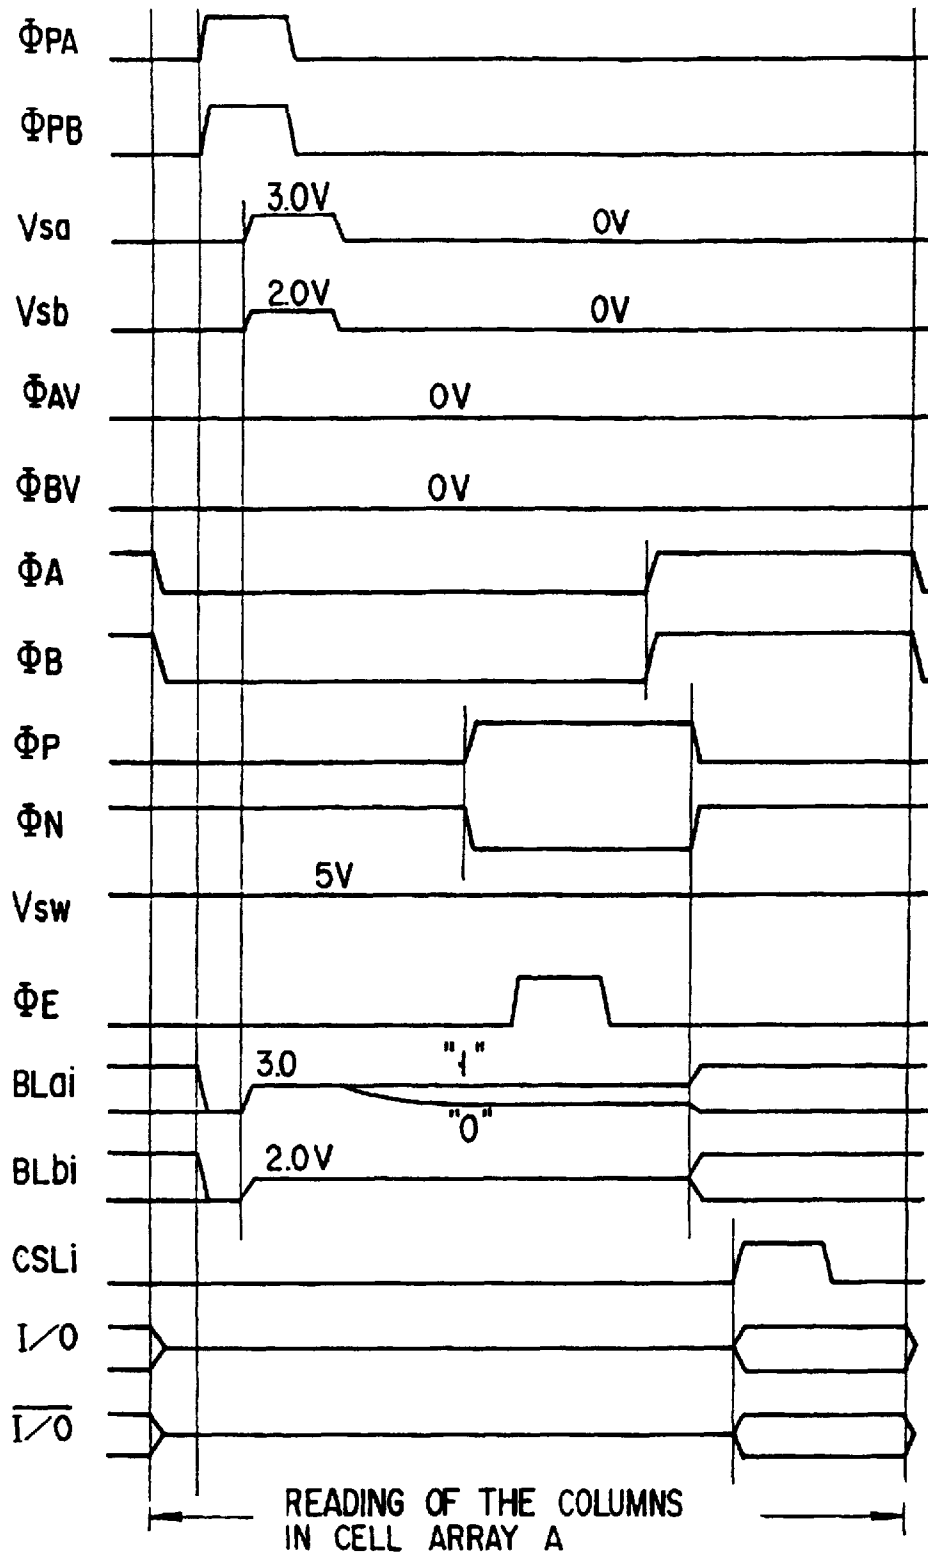 ΦPA
ΦPB
Vsa 3.0V 0V
Vsb 2.0V 0V
ΦAV 0V
ΦBV 0V
ΦA
ΦB
ΦP
ΦN
Vsw 5V
ΦE
BLai 3.0 "1" "0"
BLbi 2.0V
CSLi
I/O
I/O
READING OF THE COLUMNS
IN CELL ARRAY A